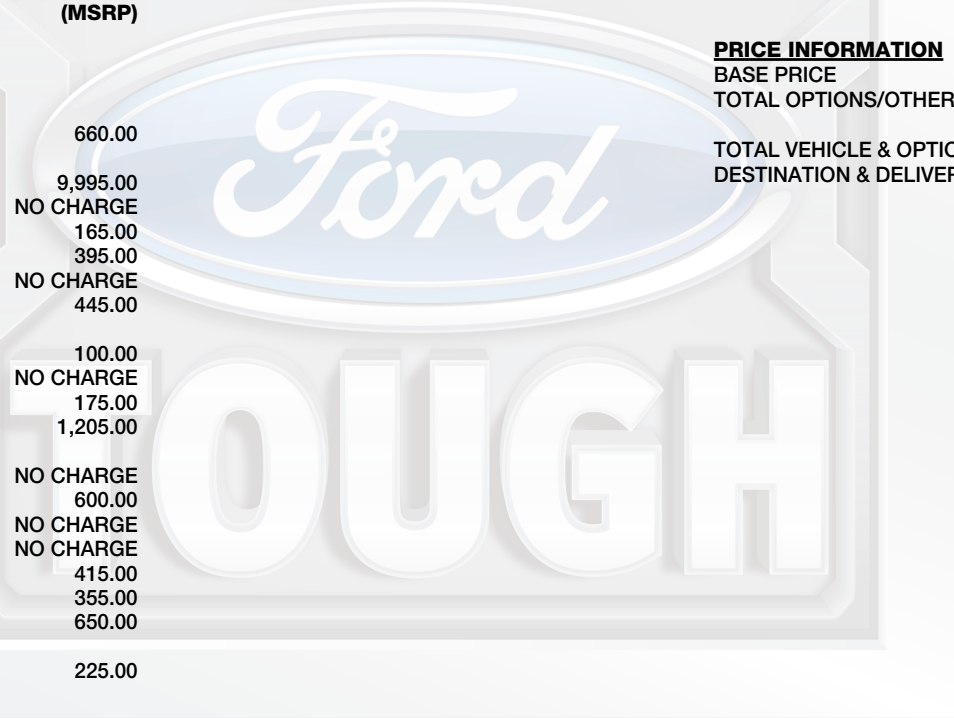 (MSRP)
660.00
9,995.00
NO CHARGE
165.00
395.00
NO CHARGE
445.00
100.00
NO CHARGE
175.00
1,205.00
NO CHARGE
600.00
NO CHARGE
NO CHARGE
415.00
355.00
650.00
225.00
PRICE INFORMATION
BASE PRICE
TOTAL OPTIONS/OTHER
TOTAL VEHICLE & OPTIO
DESTINATION & DELIVER
Ford
TOUGH